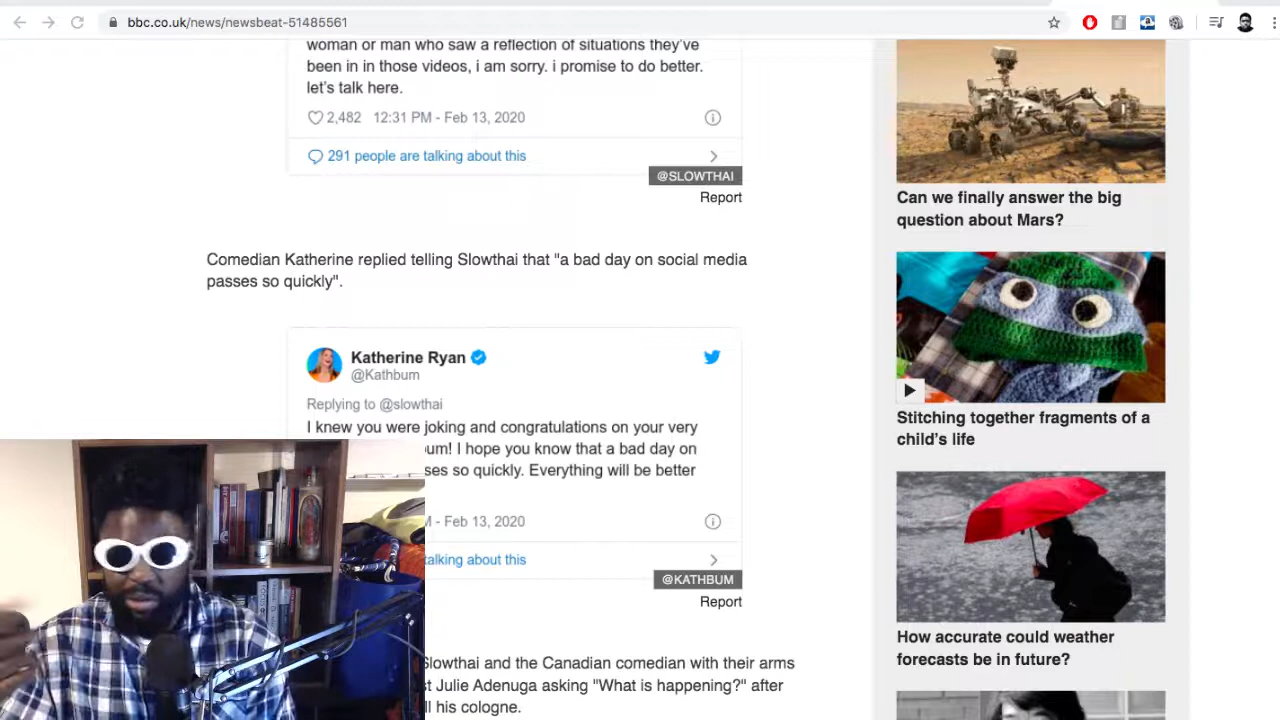 bbc.co.uk/news/newsbeat-51485561
woman or man who saw a reflection of situations they've
been in in those videos, i am sorry. i promise to do better.
let's talk here.
2,482 12:31 PM - Feb 13, 2020
291 people are talking about this
@SLOWTHAI
Report
Comedian Katherine replied telling Slowthai that "a bad day on social media
passes so quickly".
Katherine Ryan
@Kathbum
Replying to @slowthai
I knew you were joking and congratulations on your very
um! I hope you know that a bad day on
ses so quickly. Everything will be better
- Feb 13, 2020
alking about this
@KATHBUM
Report
Slowthai and the Canadian comedian with their arms
st Julie Adenuga asking "What is happening?" after
ll his cologne.
Can we finally answer the big
question about Mars?
Stitching together fragments of a
child's life
How accurate could weather
forecasts be in future?